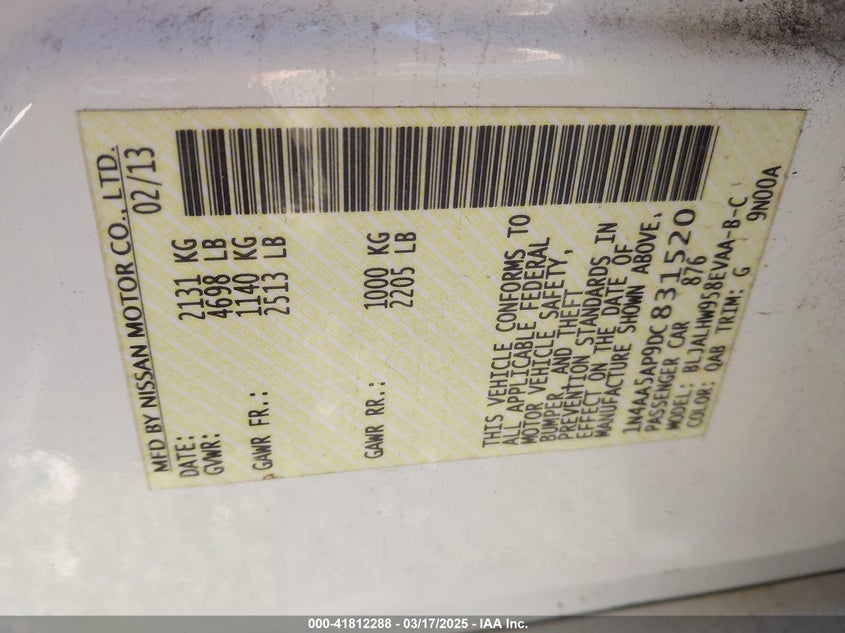 MFD BY NISSAN MOTOR CO., LTD.
DATE: 02/13
GVWR: 2131 KG
4698 LB
GAWR FR.: 1140 KG
2513 LB
GAWR RR.: 1000 KG
2205 LB
THIS VEHICLE CONFORMS TO
ALL APPLICABLE FEDERAL
MOTOR VEHICLE SAFETY,
BUMPER, AND THEFT
PREVENTION STANDARDS IN
EFFECT ON THE DATE OF
MANUFACTURE SHOWN ABOVE.
1N4AA5AP9DC831520
PASSENGER CAR 876
MODEL: BLJALHW958EVAA-B-C
COLOR: QAB TRIM: G 9N00A
000-41812288 - 03/17/2025 - IAA Inc.